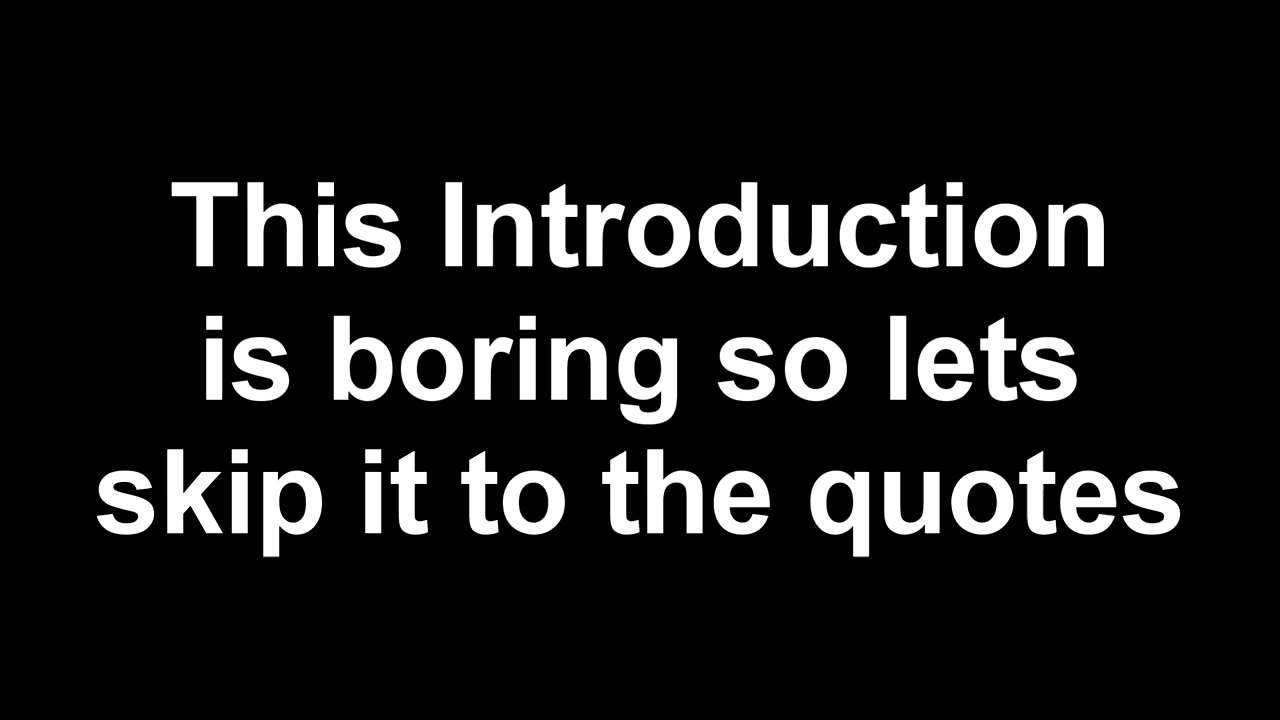 This Introduction
is boring so lets
skip it to the quotes